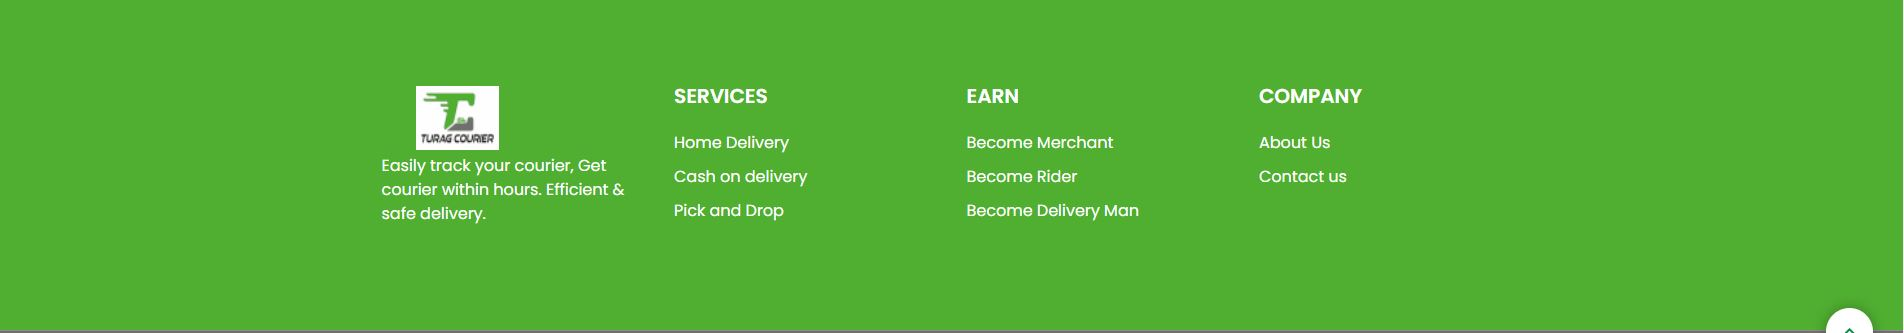 TURAG COURIER
Easily track your courier, Get
courier within hours. Efficient &
safe delivery.
SERVICES
Home Delivery
Cash on delivery
Pick and Drop
EARN
Become Merchant
Become Rider
Become Delivery Man
COMPANY
About Us
Contact us